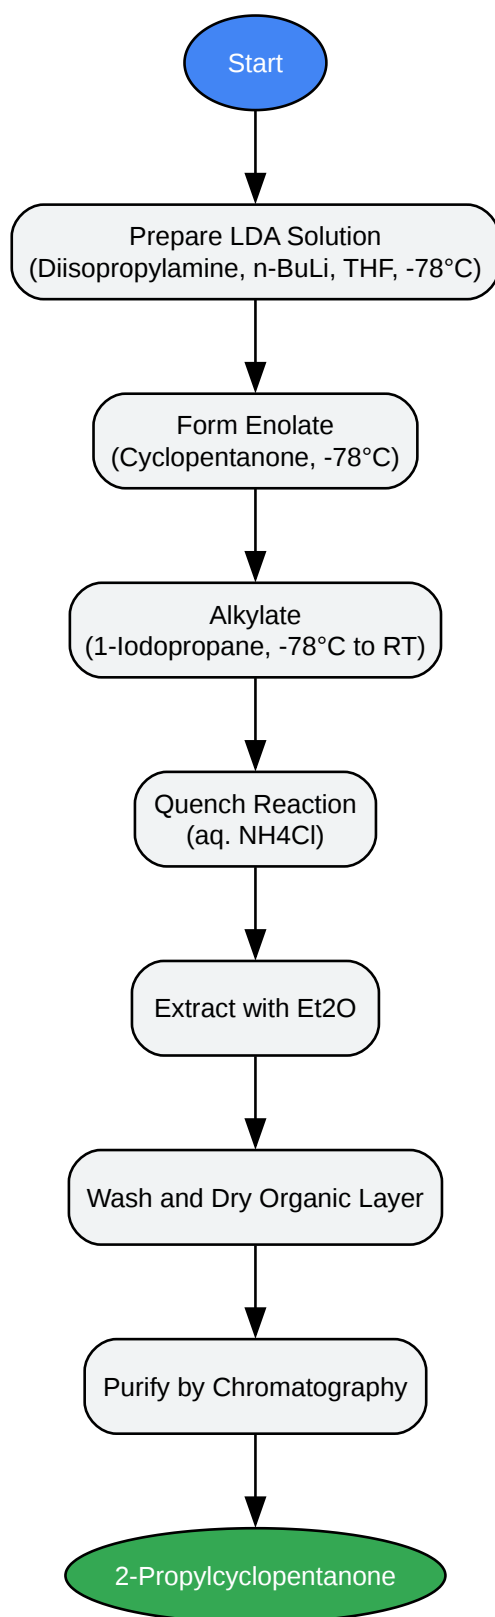 Start
Prepare LDA Solution
(Diisopropylamine, n-BuLi, THF, -78°C)
Form Enolate
(Cyclopentanone, -78°C)
Alkylate
(1-Iodopropane, -78°C to RT)
Quench Reaction
(aq. NH4Cl)
Extract with Et2O
Wash and Dry Organic Layer
Purify by Chromatography
2-Propylcyclopentanone